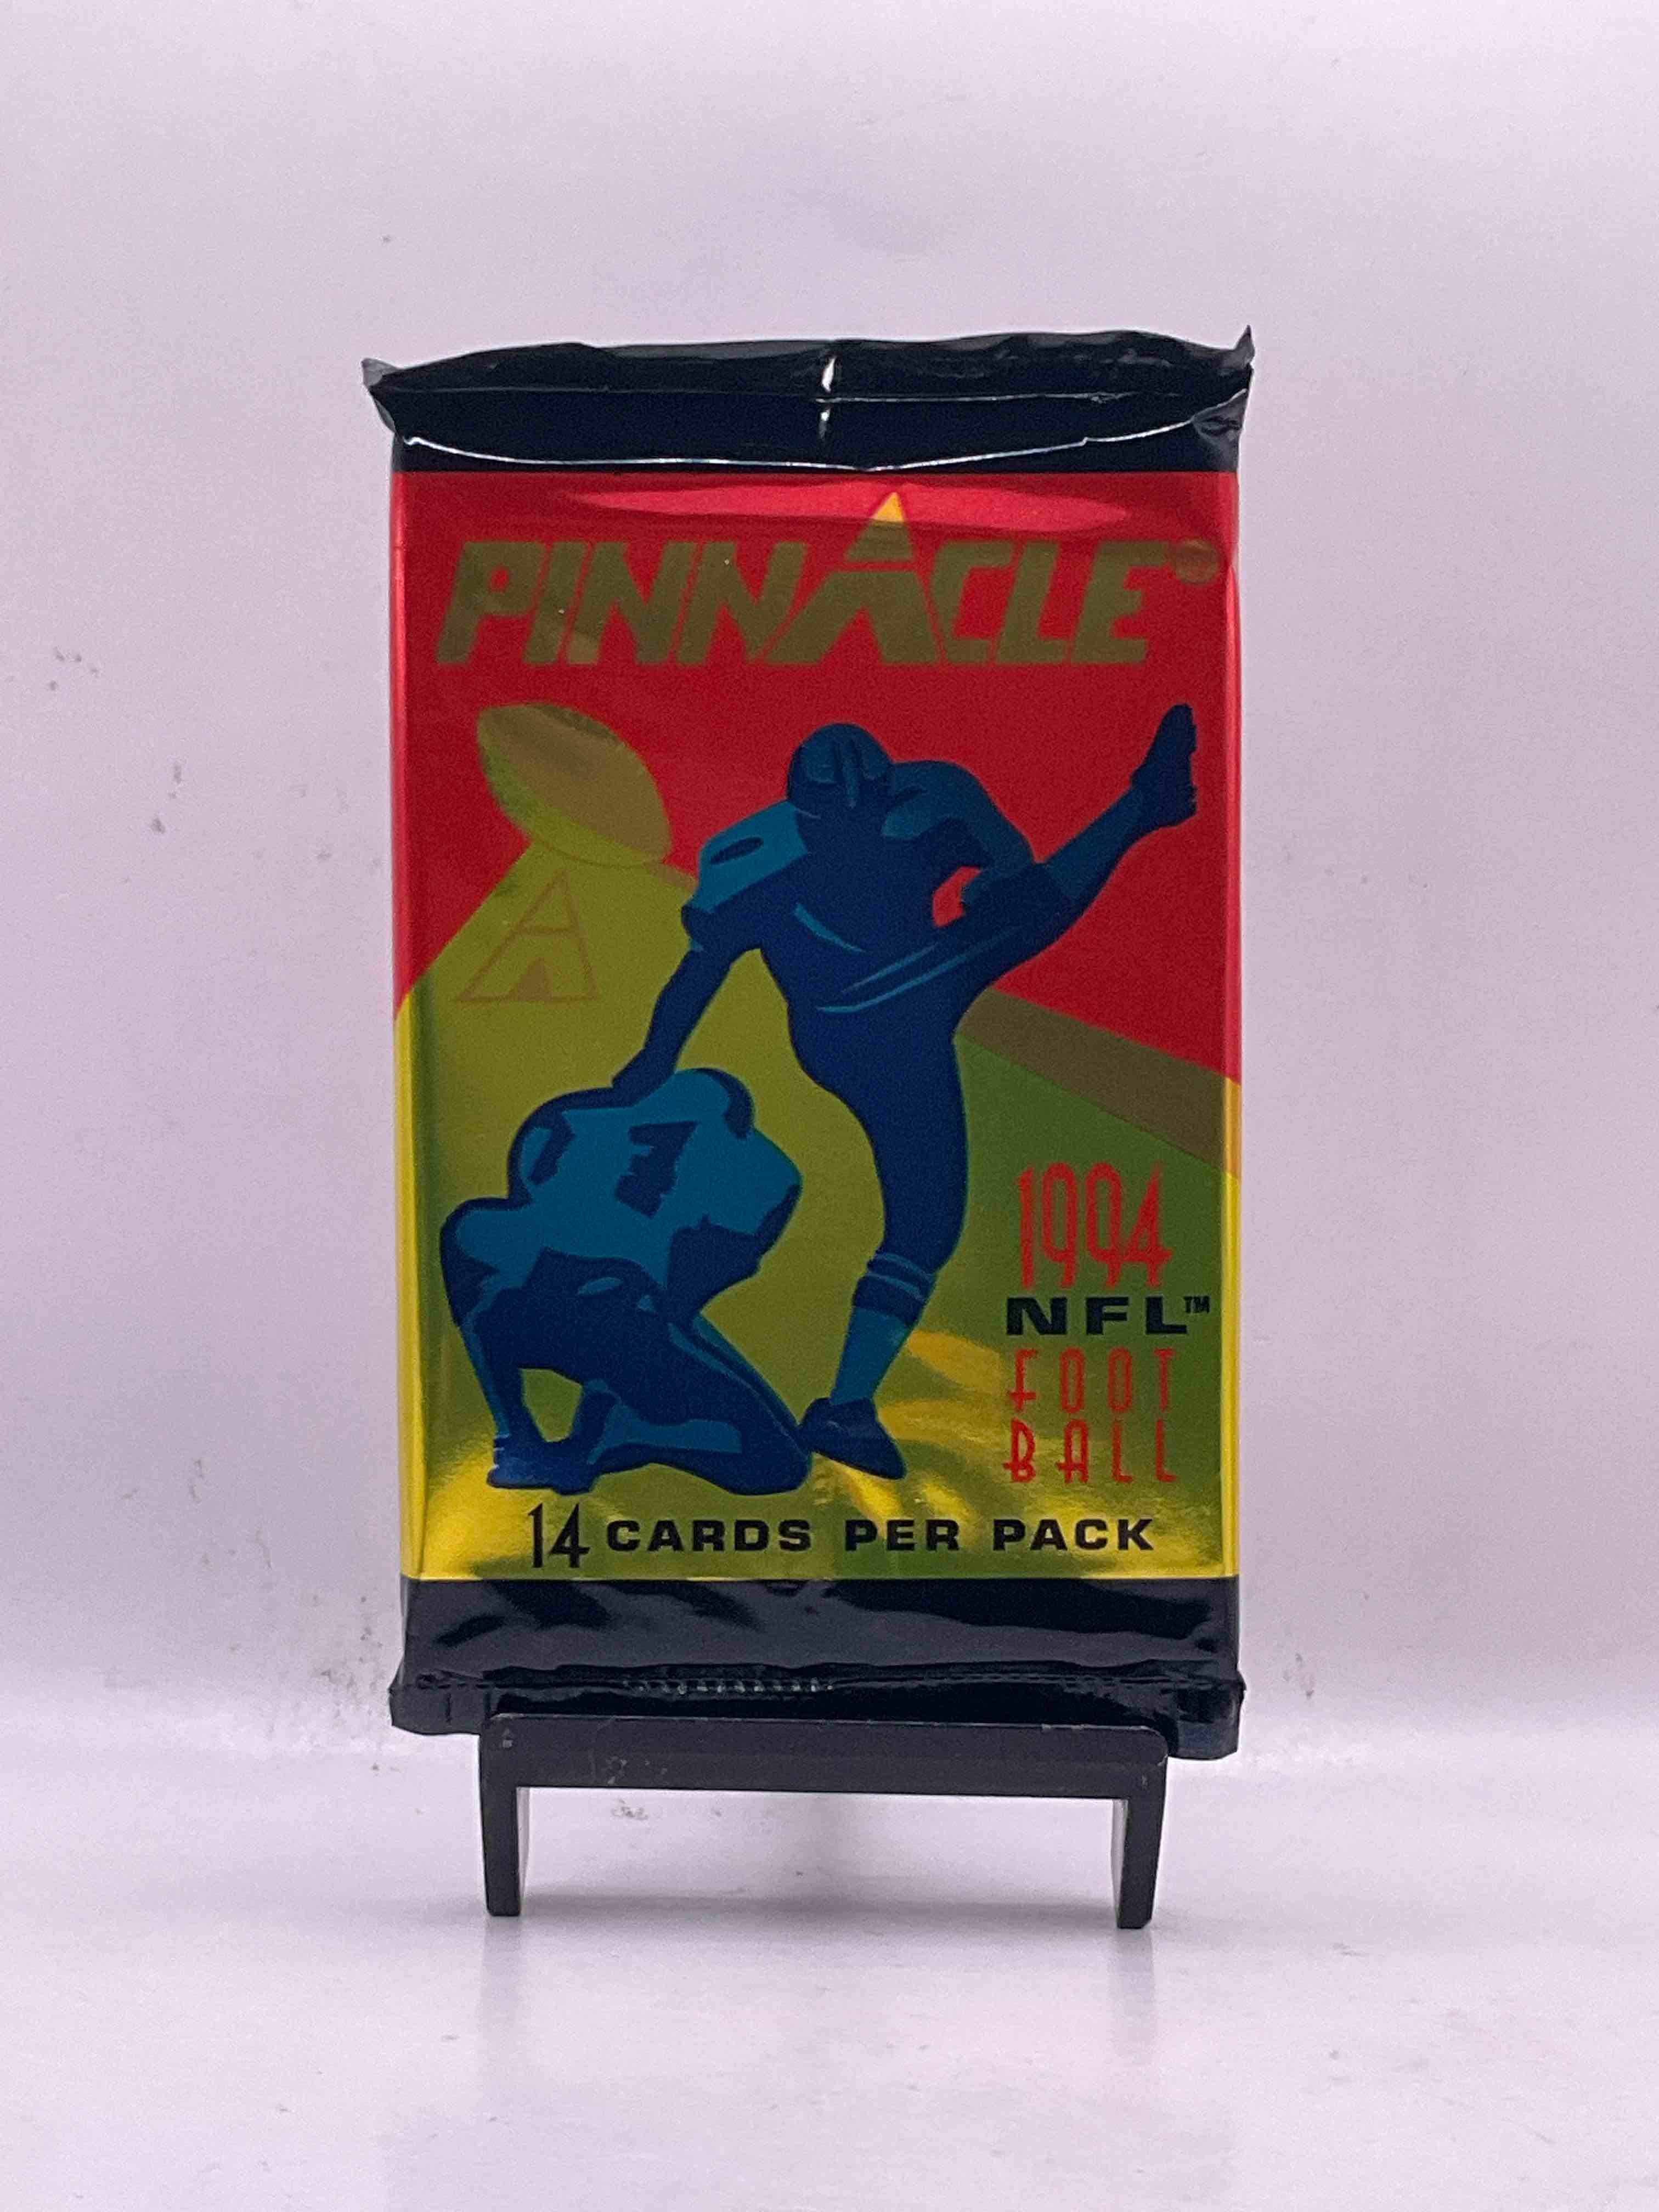 PINNACLE®
1994
NFL™
FOOT
BALL
14 CARDS PER PACK